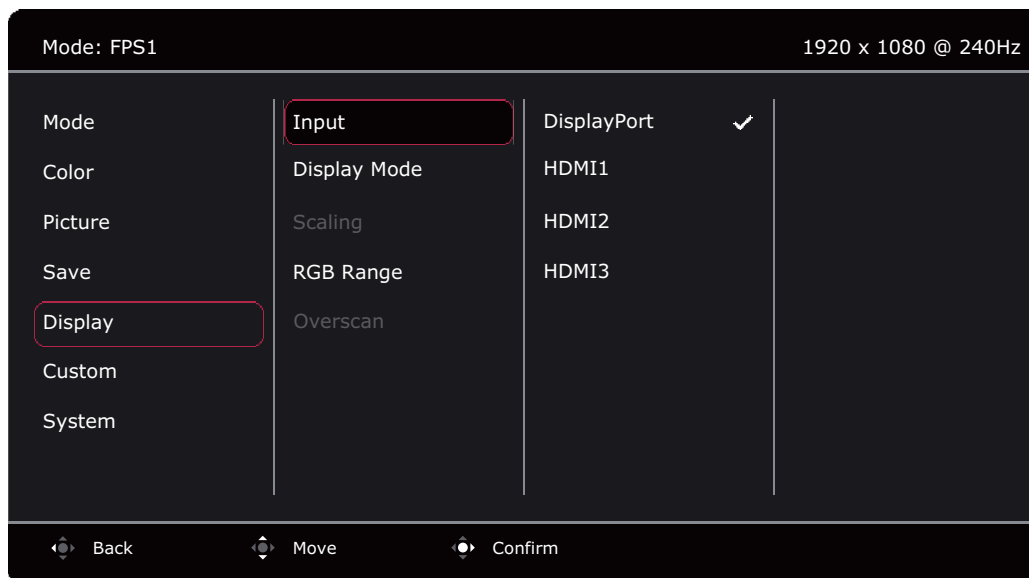 Mode: FPS1 1920 x 1080 @ 240Hz
Mode
Color
Picture
Save
Display
Custom
System
Input
Display Mode
Scaling
RGB Range
Overscan
DisplayPort
HDMI1
HDMI2
HDMI3
Back Move Confirm